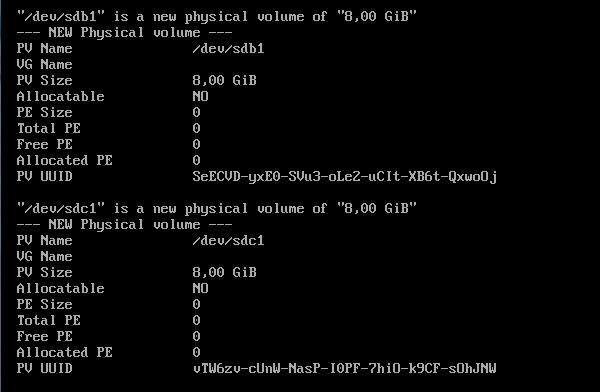 "/dev/sdb1" is a new physical volume of "8,00 GiB"
--- NEW Physical volume ---
PV Name /dev/sdb1
VG Name
PV Size 8,00 GiB
Allocatable NO
PE Size 0
Total PE 0
Free PE 0
Allocated PE 0
PV UUID SeECVD-yxE0-SVu3-oLe2-uCIt-XB6t-QxwoOj
"/dev/sdc1" is a new physical volume of "8,00 GiB"
--- NEW Physical volume ---
PV Name /dev/sdc1
VG Name
PV Size 8,00 GiB
Allocatable NO
PE Size 0
Total PE 0
Free PE 0
Allocated PE 0
PV UUID vTW6zv-cUnW-NasP-I0PF-7hiO-k9CF-sOhJNW